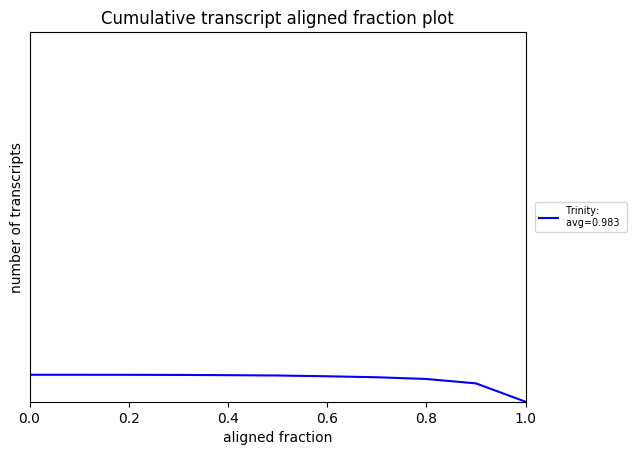 Cumulative transcript aligned fraction plot
number of transcripts
Trinity:
avg=0.983
0.0 0.2 0.4 0.6 0.8 1.0
aligned fraction